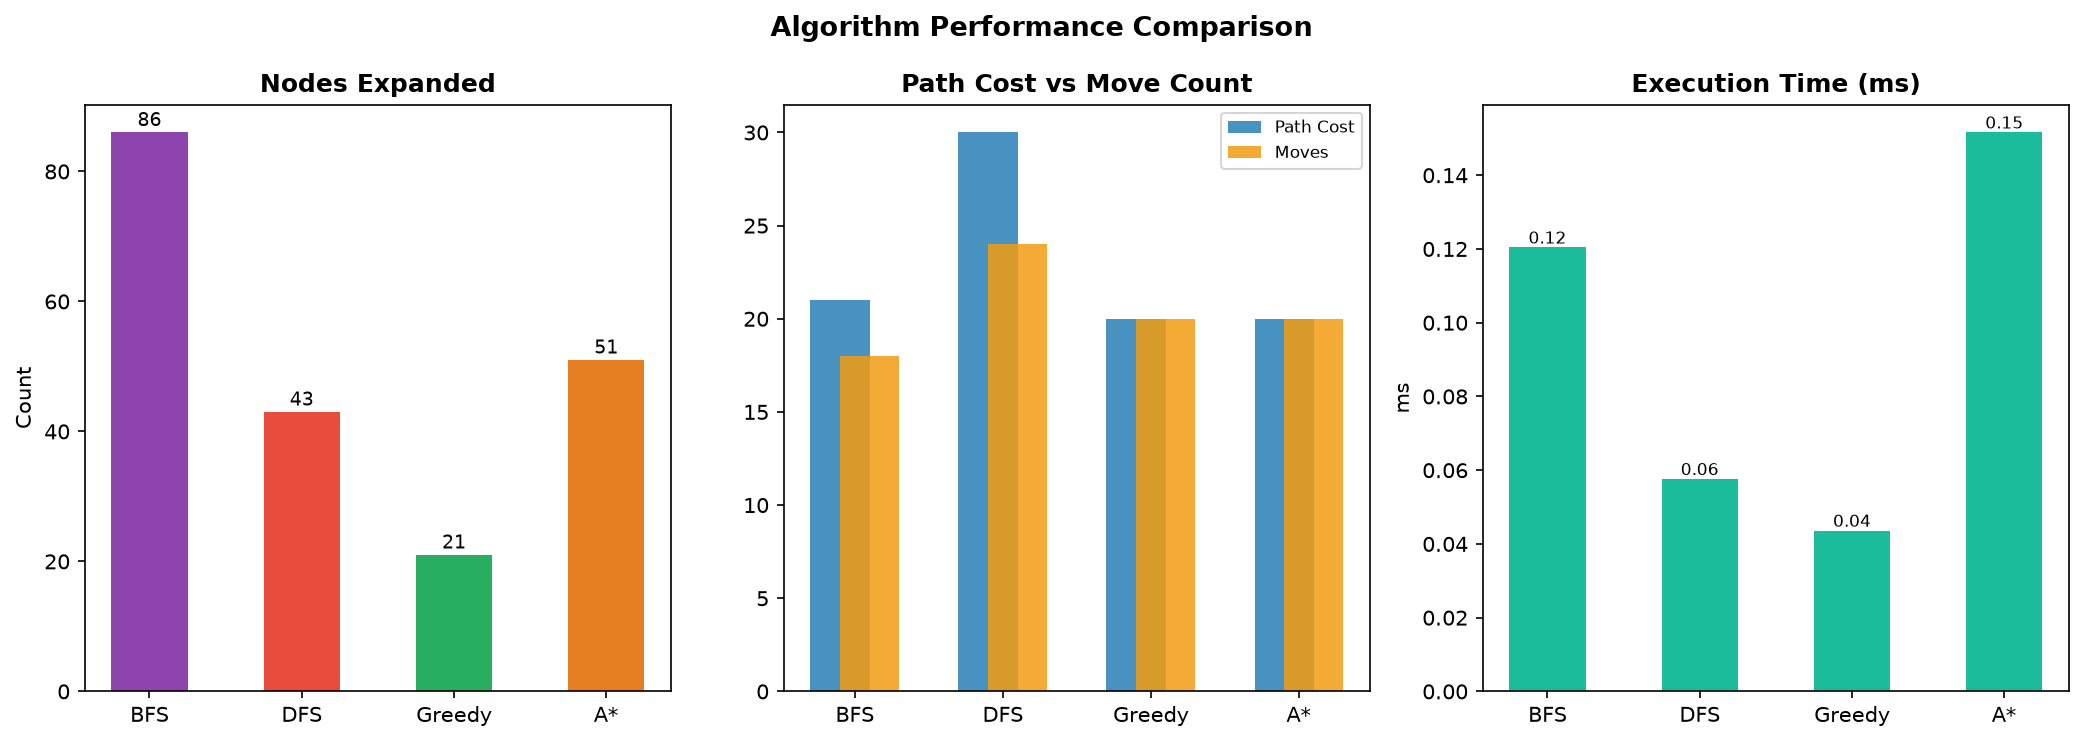 Algorithm Performance Comparison
Nodes Expanded
Count
80
60
40
20
0
86
43
21
51
BFS DFS Greedy A*
Path Cost vs Move Count
30
25
20
15
10
5
0
Path Cost
Moves
BFS DFS Greedy A*
Execution Time (ms)
ms
0.14
0.12
0.10
0.08
0.06
0.04
0.02
0.00
0.12
0.06
0.04
0.15
BFS DFS Greedy A*